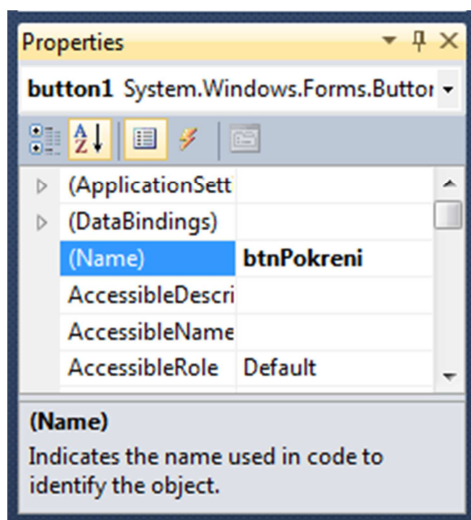 Properties
button1 System.Windows.Forms.Button
(ApplicationSett
(DataBindings)
(Name) btnPokreni
AccessibleDescri
AccessibleName
AccessibleRole Default
(Name)
Indicates the name used in code to
identify the object.